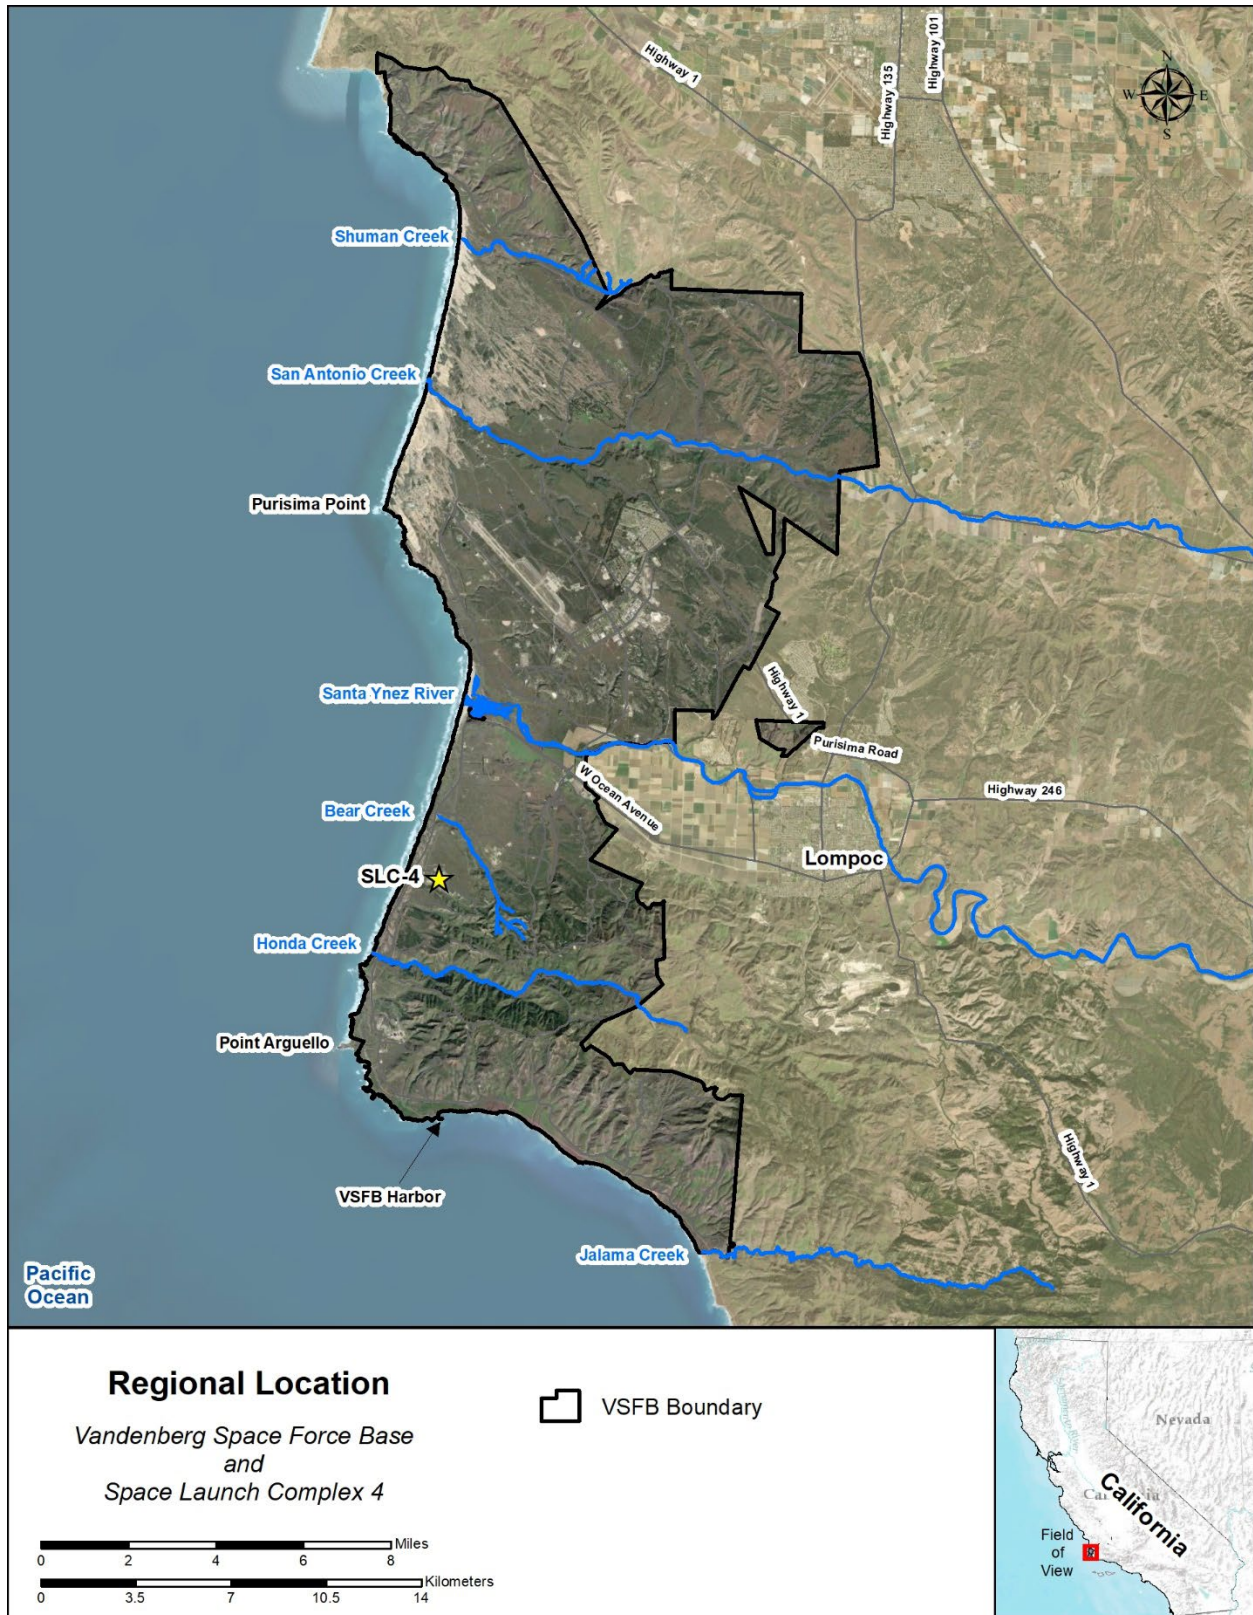 Highway 1
Highway 135
Highway 101
N
W
E
S
Shuman Creek
San Antonio Creek
Purisima Point
Santa Ynez River
Highway 1
Purisima Road
W Ocean Avenue
Highway 246
Bear Creek
Lompoc
SLC-4
Honda Creek
Point Arguello
VSFB Harbor
Highway 1
Jalama Creek
Pacific
Ocean
Regional Location
Vandenberg Space Force Base
and
Space Launch Complex 4
VSFB Boundary
Miles
0 2 4 6 8
Kilometers
0 3.5 7 10.5 14
Nevada
California
Field
of
View